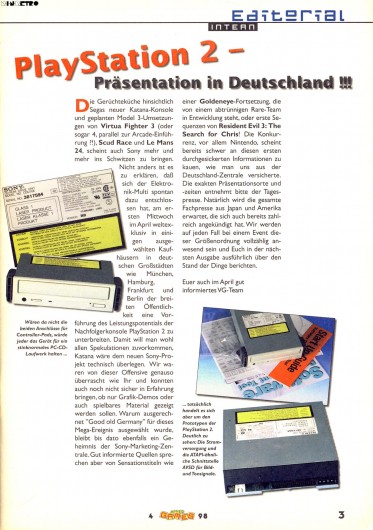 Editorial
INTERN
PlayStation 2 –
Präsentation in Deutschland !!!
Die Gerüchteküche hinsichtlich
Segas neuer Katana-Konsole
und geplanten Model 3-Umsetzun-
gen von Virtua Fighter 3 (oder
sogar 4, parallel zur Arcade-Einfüh-
rung !!), Scud Race und Le Mans
24, scheint auch Sony mehr und
mehr ins Schwitzen zu bringen.
Nicht anders ist es
zu erklären, daß
sich der Elektro-
nik-Multi spontan
dazu entschlos-
sen hat, am er-
sten Mittwoch
im April weltex-
klusiv in eini-
gen ausge-
wählten Kauf-
häusern in deut-
schen Großstädten
wie München,
Hamburg,
Frankfurt und
Berlin der breiten
Öffentlich-
keit eine Vor-
führung des Leistungspotentials der
Nachfolgerkonsole PlayStation 2 zu
unterbreiten. Damit will man wohl
allen Spekulationen zuvorkommen,
Katana wäre dem neuen Sony-Pro-
jekt technisch überlegen. Wir wa-
ren von dieser Offensive genauso
überrascht wie Ihr und konnten
auch noch nicht sicher in Erfahrung
bringen, ob nur Grafik-Demos oder
auch spielbares Material gezeigt
werden sollen. Warum ausgerech-
net "Good old Germany" für dieses
Mega-Ereignis ausgewählt wurde,
bleibt bis dato ebenfalls ein Ge-
heimnis der Sony-Marketing-Zen-
trale. Gut informierte Quellen spre-
chen aber von Sensationstiteln wie
Wären da nicht die
beiden Anschlüsse für
Controller-Pads, würde
jeder das Gerät für ein
stinknormales PC-CD-
Laufwerk halten ...
einer Goldeneye-Fortsetzung, die
von einem abtrünnigen Rare-Team
in Entwicklung steht, oder erste Se-
quenzen von Resident Evil 3: The
Search for Chris! Die Konkur-
renz, vor allem Nintendo, scheint
bereits schwer an diesen ersten
durchgesickerten Informationen zu
kauen, wie man uns aus der
Deutschland-Zentrale versicherte.
Die exakten Präsentationsorte und
-zeiten entnehmt bitte der Tages-
presse. Natürlich wird die gesamte
Fachpresse aus Japan und Amerika
erwartet, die sich auch bereits zahl-
reich angekündigt hat. Wir werden
auf jeden Fall bei einem Event die-
ser Größenordnung vollzählig an-
wesend sein und Euch in der näch-
sten Ausgabe ausführlich über den
Stand der Dinge berichten.
Euer auch im April gut
informiertes VG-Team
... tatsächlich
handelt es sich
aber um den
Prototypen der
PlayStation 2.
Deutlich zu
sehen: Die Strom-
versorgung und
die ATAPI-ähnli-
che Schnittstelle
AVSD für Bild-
und Tonsignale.
SONY
CLASS 1
LASER PRODUCT
4
GAMES
98
3